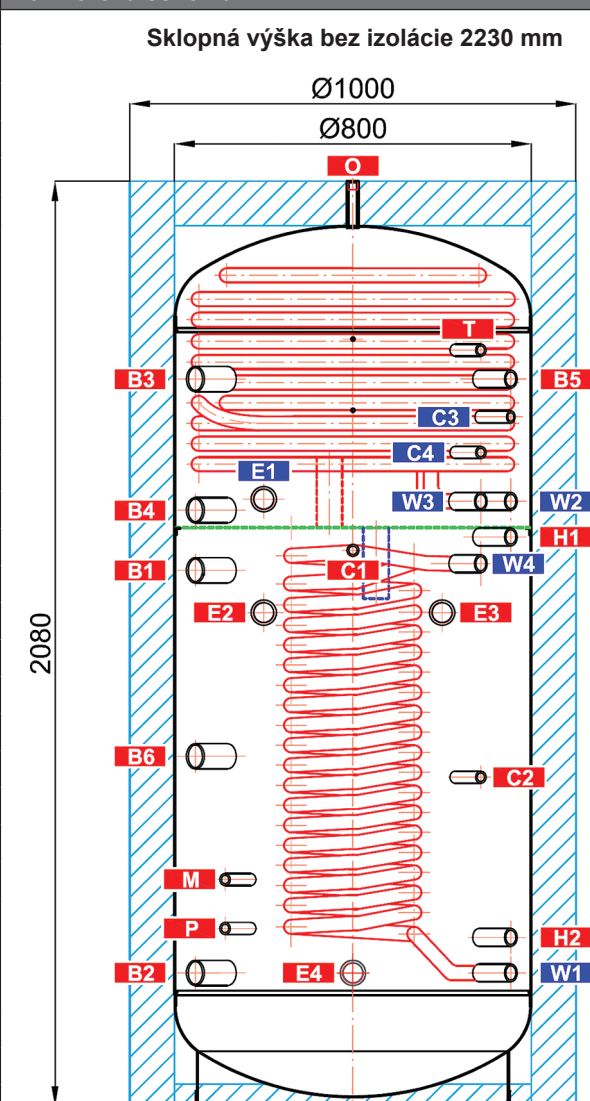 Sklopná výška bez izolácie 2230 mm
Ø1000
Ø800
O
T
B3
B5
C3
C4
E1
W3
W2
B4
H1
C1
W4
B1
E2
E3
2080
B6
C2
M
P
H2
B2
E4
W1